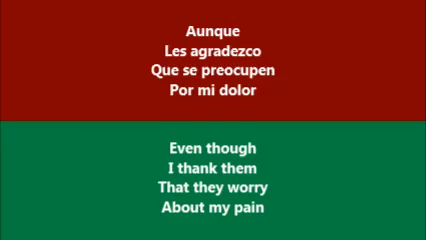 Aunque
Les agradezco
Que se preocupen
Por mi dolor
Even though
I thank them
That they worry
About my pain